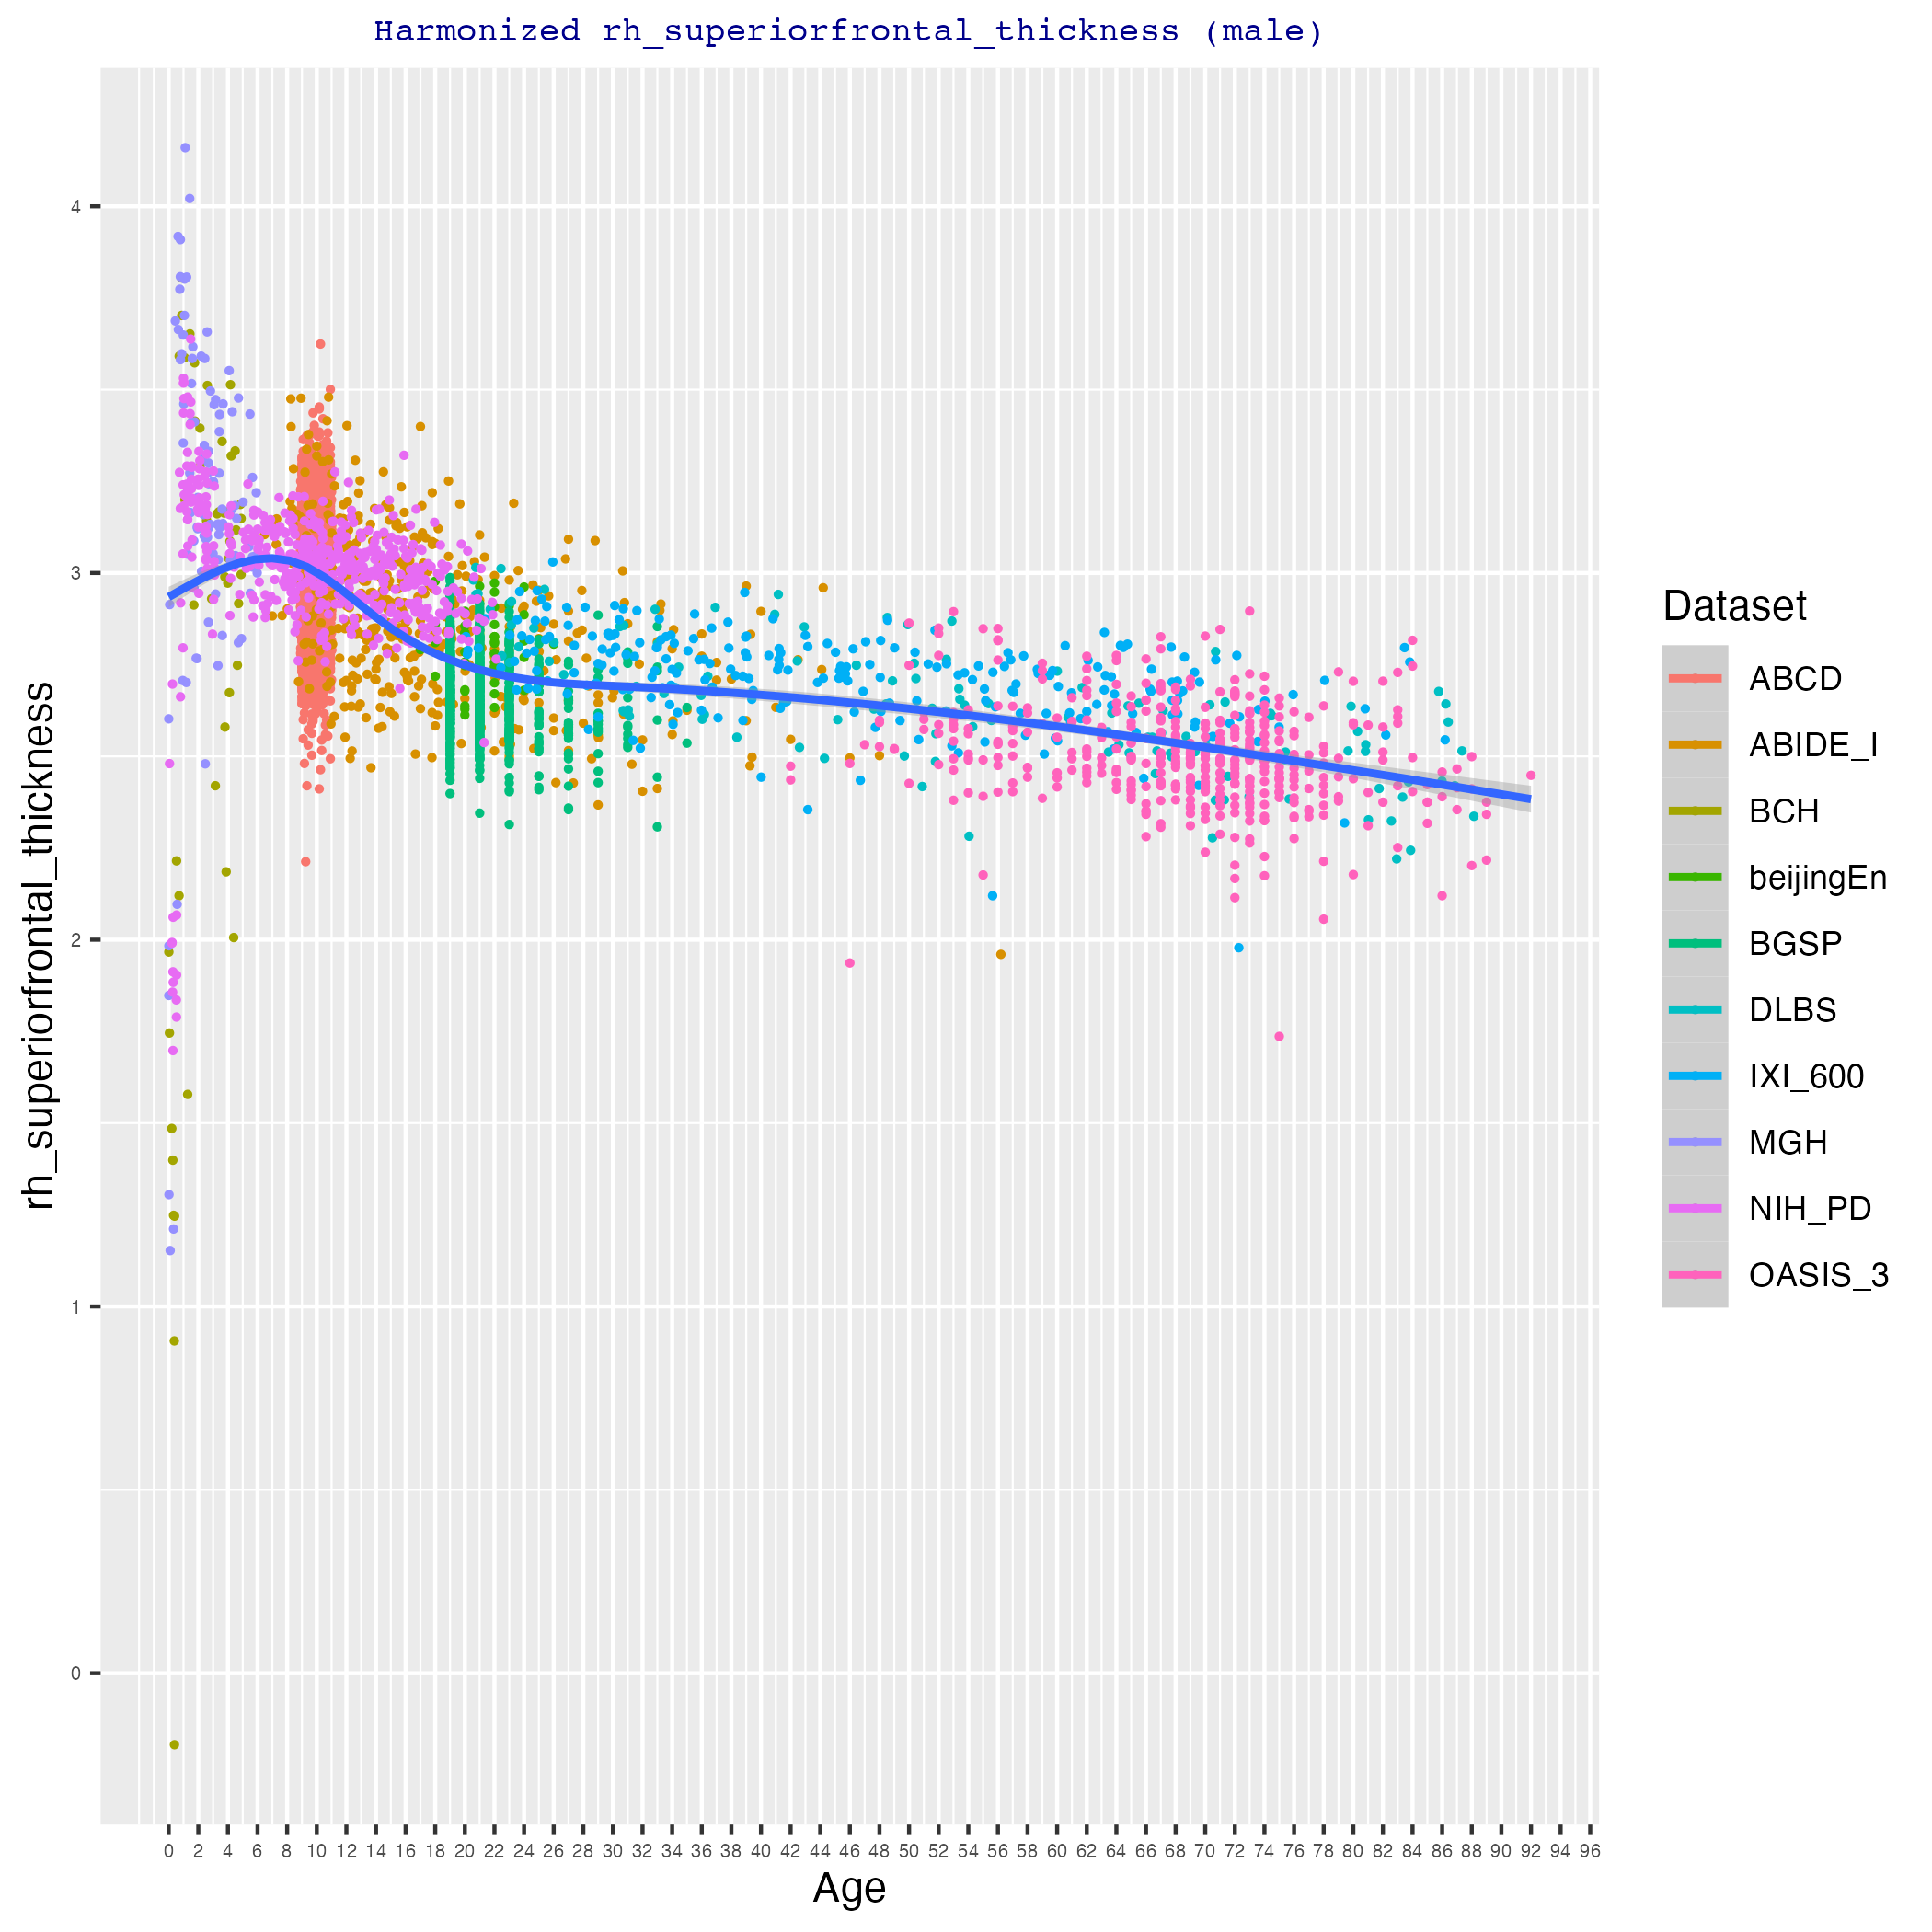 Harmonized rh_superiorfrontal_thickness (male)
rh_superiorfrontal_thickness
4
3
2
1
0
0 2 4 6 8 10 12 14 16 18 20 22 24 26 28 30 32 34 36 38 40 42 44 46 48 50 52 54 56 58 60 62 64 66 68 70 72 74 76 78 80 82 84 86 88 90 92 94 96
Age
Dataset
ABCD
ABIDE_I
BCH
beijingEn
BGSP
DLBS
IXI_600
MGH
NIH_PD
OASIS_3